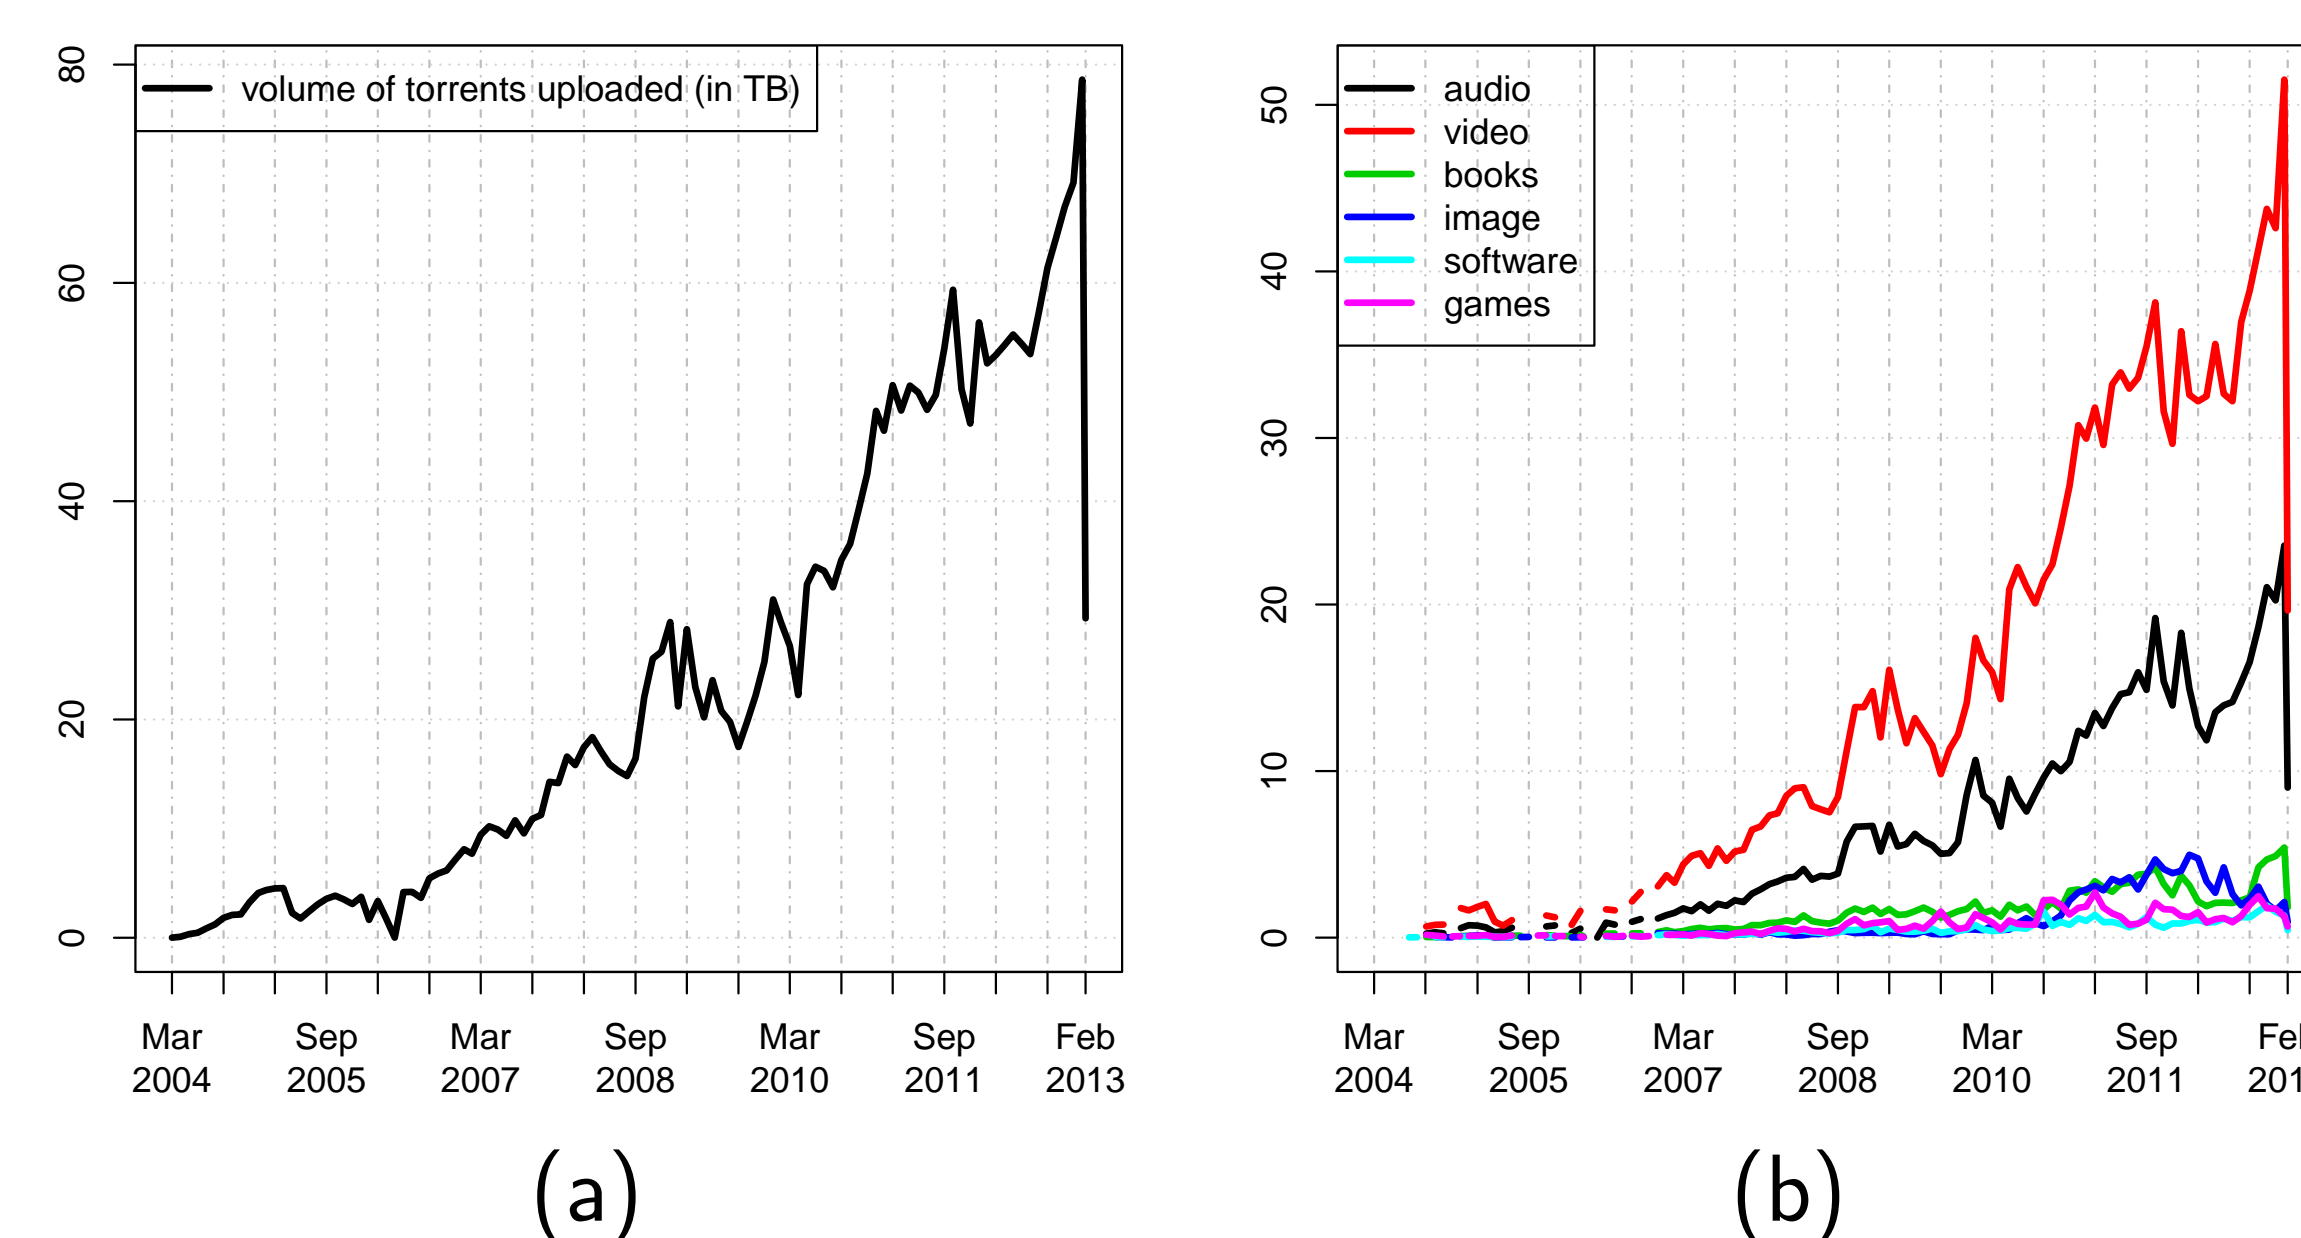 volume of torrents uploaded (in TB)
80
60
40
20
0
Mar Sep Mar Sep Mar Sep Feb
2004 2005 2007 2008 2010 2011 2013
(a)
audio
video
books
image
software
games
50
40
30
20
10
0
Mar Sep Mar Sep Mar Sep Fe
2004 2005 2007 2008 2010 2011 201
(b)